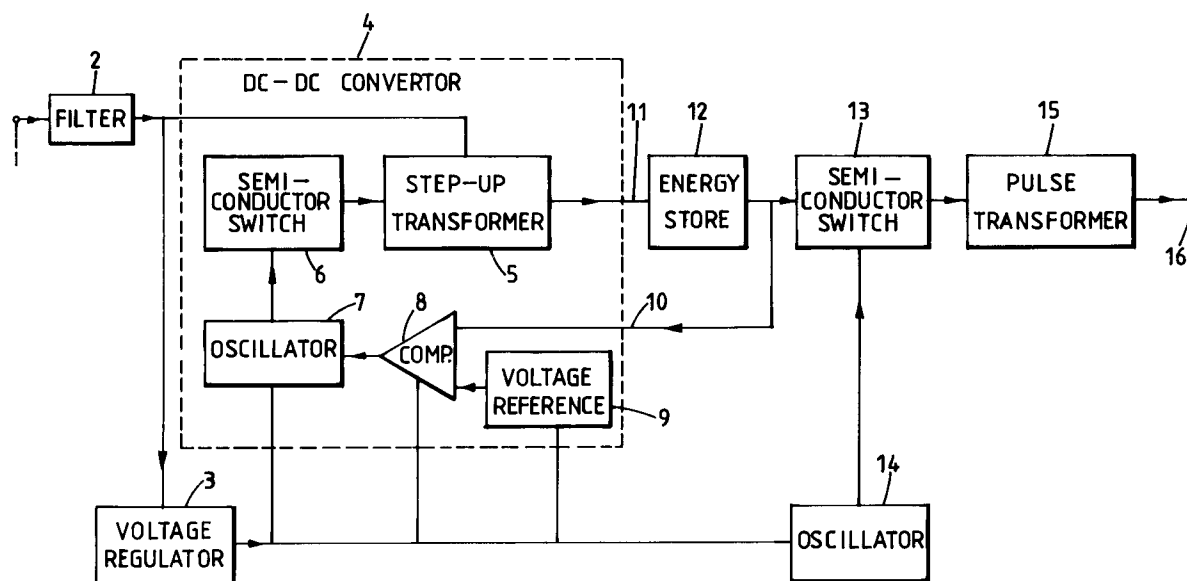 4
2
DC-DC CONVERTOR
FILTER
11
12
13
15
SEMI-
CONDUCTOR
SWITCH
STEP-UP
TRANSFORMER
ENERGY
STORE
SEMI-
CONDUCTOR
SWITCH
PULSE
TRANSFORMER
6
5
16
7
8
10
OSCILLATOR
COMP.
VOLTAGE
REFERENCE
9
3
14
VOLTAGE
REGULATOR
OSCILLATOR